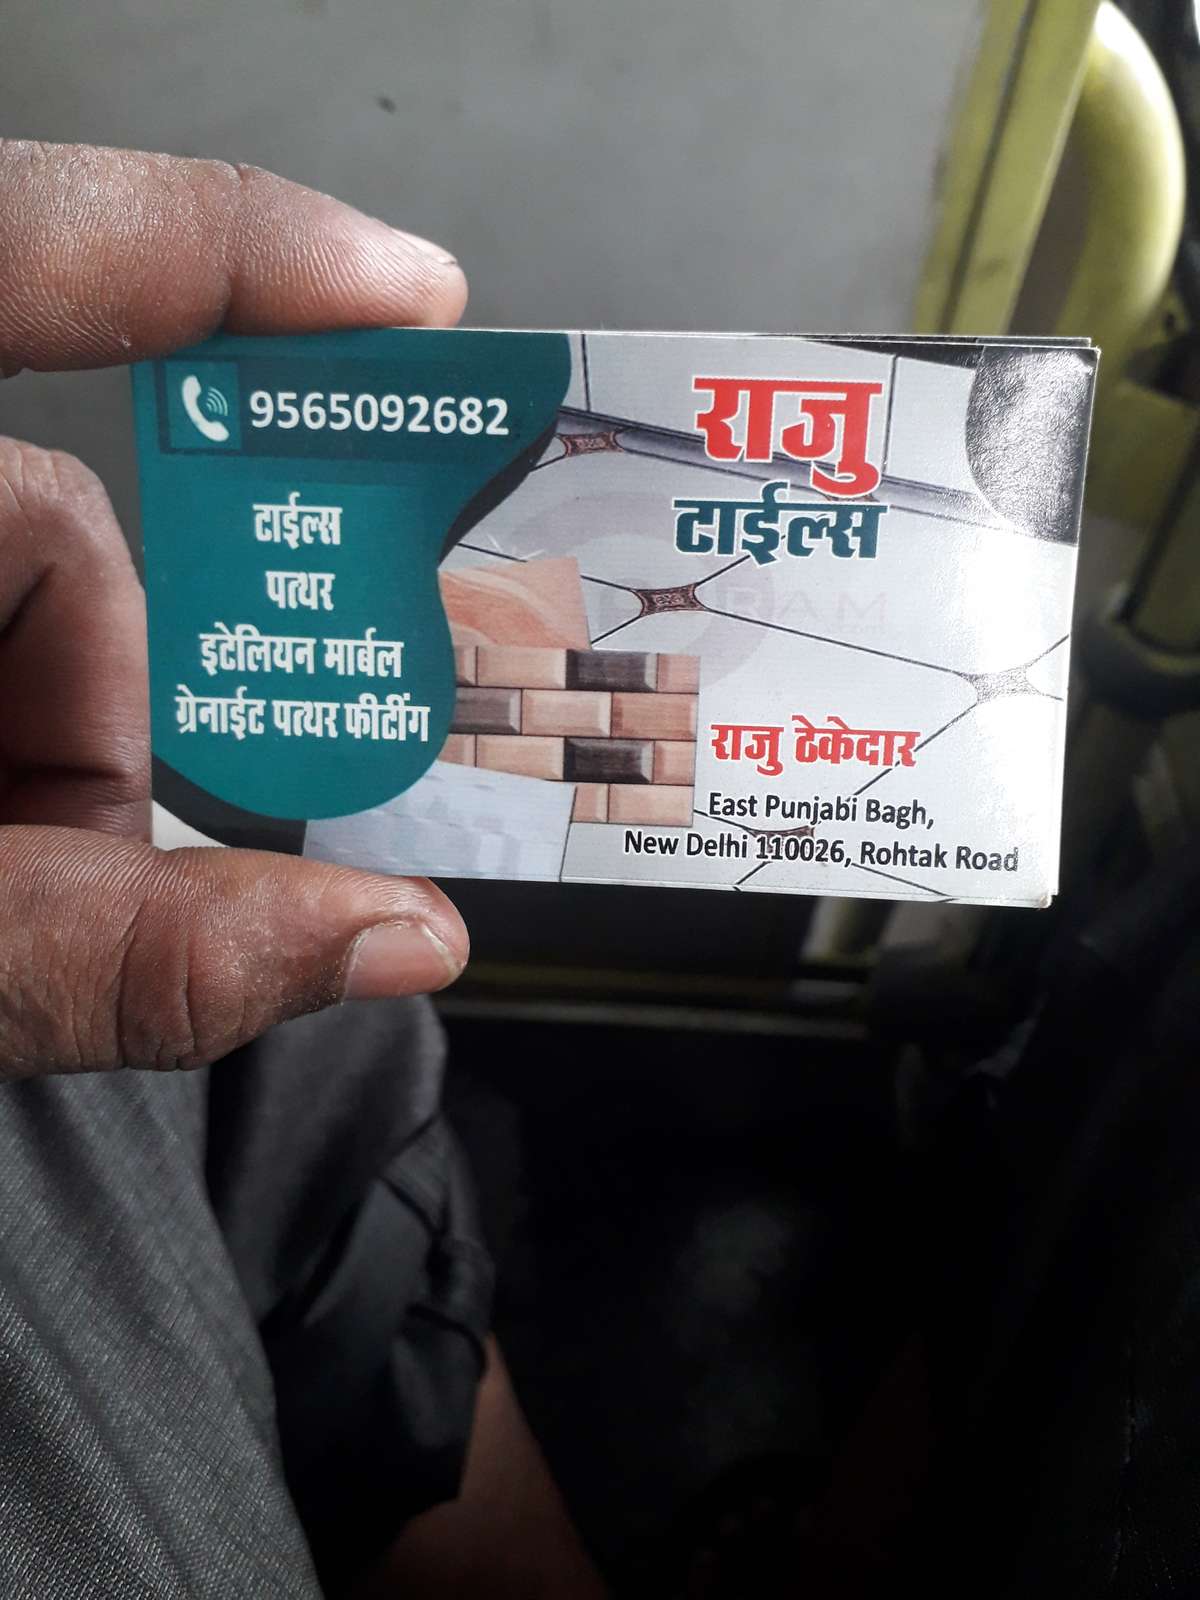 9565092682
टाईल्स
पत्थर
इटेलियन मार्बल
ग्रेनाईट पत्थर फीटींग
राजु
टाईल्स
राजु ठेकेदार
East Punjabi Bagh,
New Delhi 110026, Rohtak Road